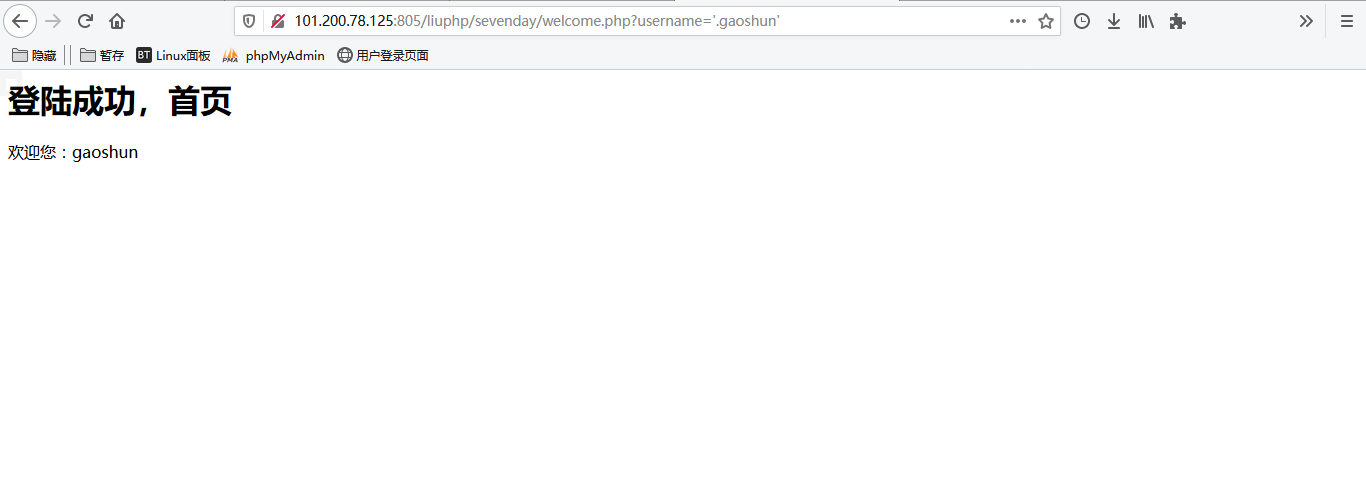 101.200.78.125:805/liuphp/sevenday/welcome.php?username='.gaoshun'
隐藏 暂存 BT Linux面板 PMA phpMyAdmin 用户登录页面
登陆成功，首页
欢迎您：gaoshun